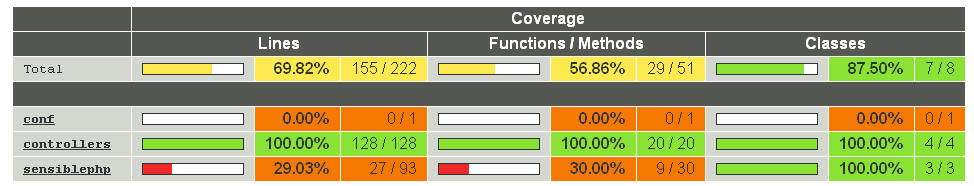 Coverage
Lines Functions / Methods Classes
Total 69.82% 155 / 222 56.86% 29 / 51 87.50% 7 / 8
conf 0.00% 0 / 1 0.00% 0 / 1 0.00% 0 / 1
controllers 100.00% 128 / 128 100.00% 20 / 20 100.00% 4 / 4
sensiblephp 29.03% 27 / 93 30.00% 9 / 30 100.00% 3 / 3